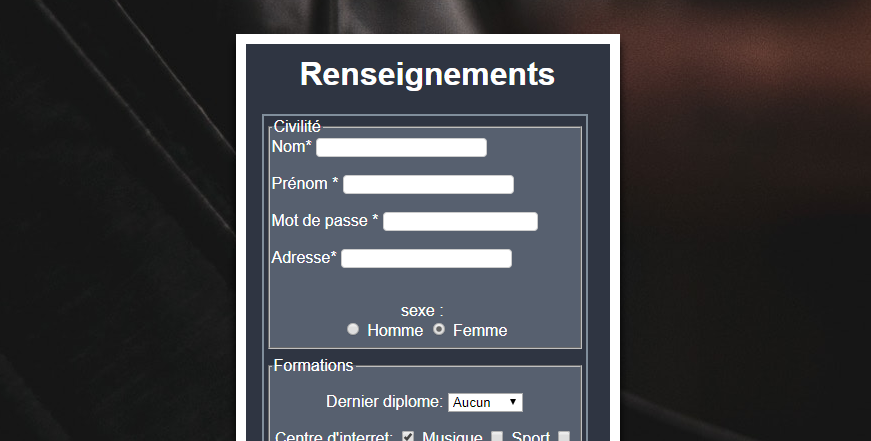 Renseignements
Civilité
Nom*
Prénom *
Mot de passe *
Adresse*
sexe :
Homme Femme
Formations
Dernier diplome: Aucun
Centre d'interret: Musique Sport